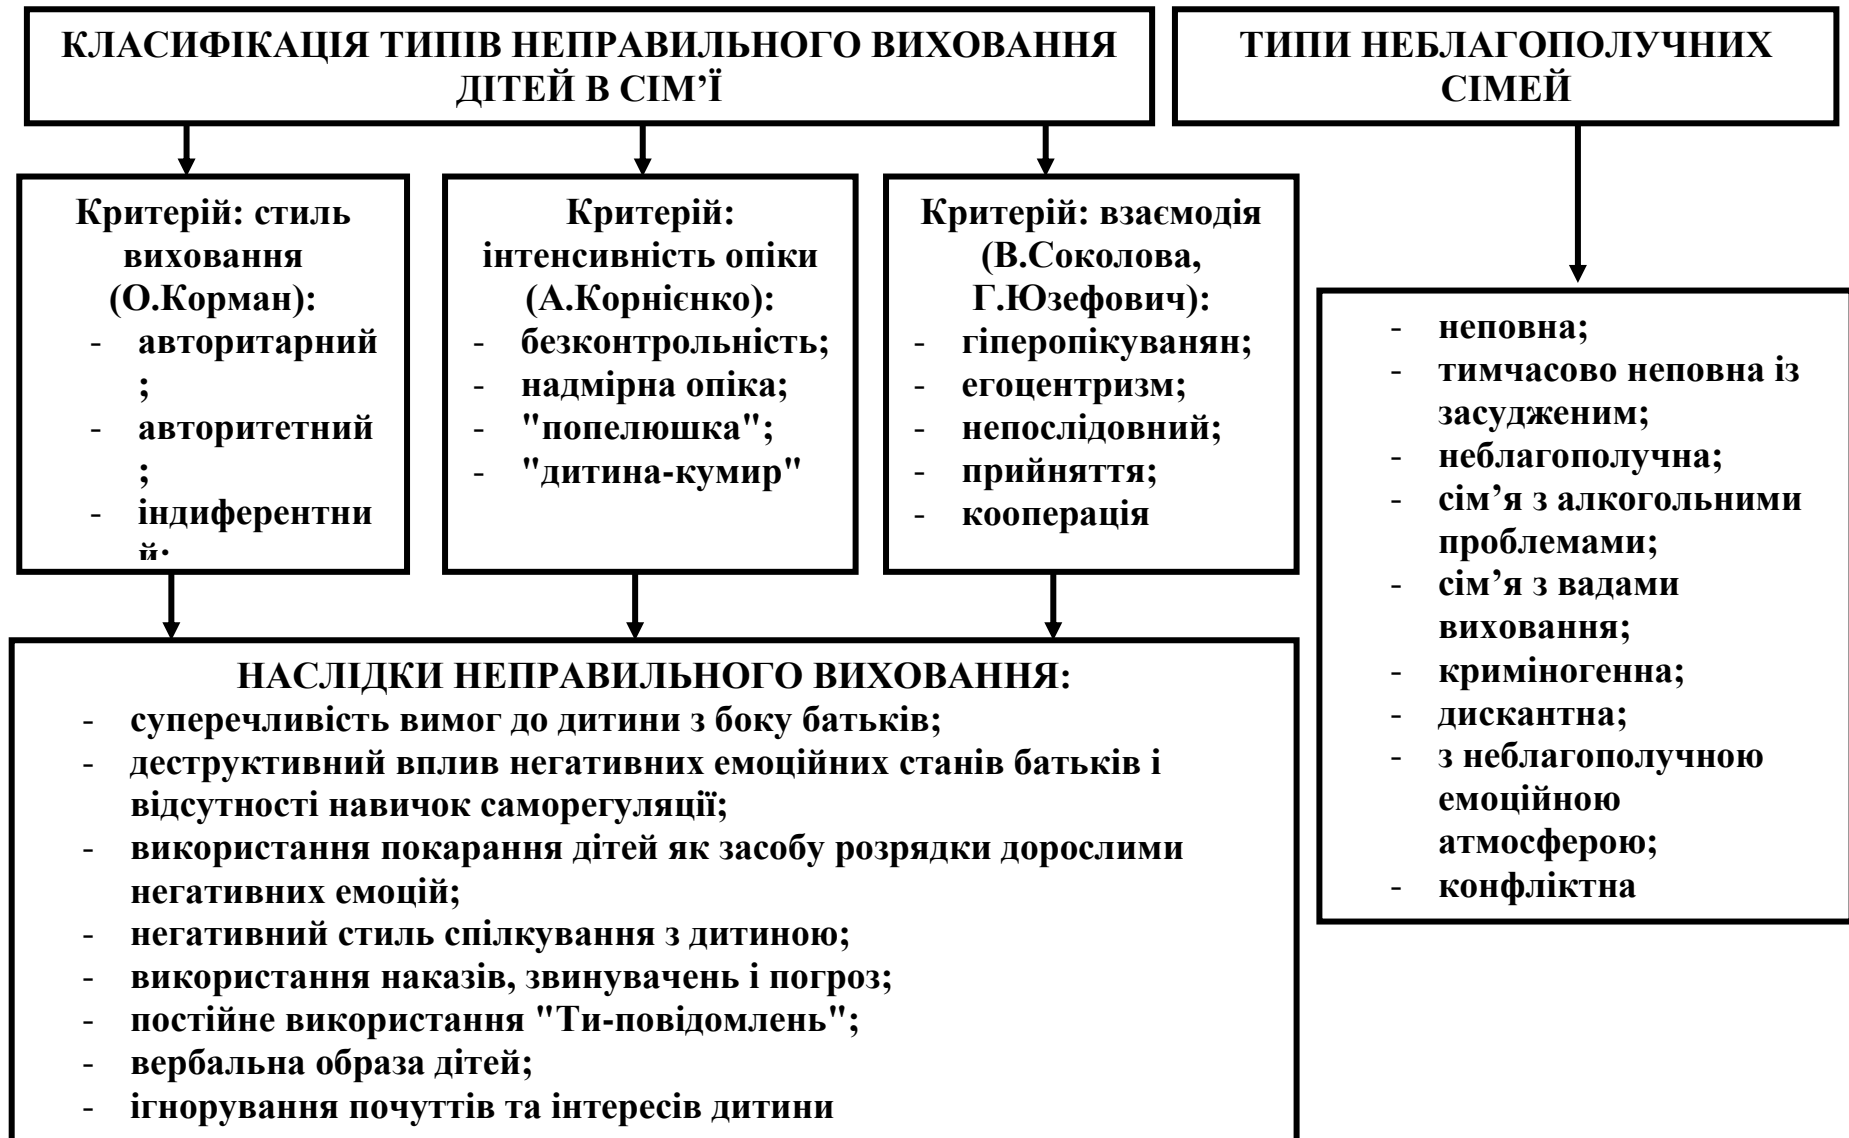 КЛАСИФІКАЦІЯ ТИПІВ НЕПРАВИЛЬНОГО ВИХОВАННЯ
ДІТЕЙ В СІМ’Ї
ТИПИ НЕБЛАГОПОЛУЧНИХ
СІМЕЙ
Критерій: стиль
виховання
(О.Корман):
- авторитарний
;
- авторитетний
;
- індиферентни
й;
Критерій:
інтенсивність опіки
(А.Корнієнко):
- безконтрольність;
- надмірна опіка;
- "попелюшка";
- "дитина-кумир"
Критерій: взаємодія
(В.Соколова,
Г.Юзефович):
- гіперопікуванян;
- егоцентризм;
- непослідовний;
- прийняття;
- кооперація
- неповна;
- тимчасово неповна із
засудженим;
- неблагополучна;
- сім’я з алкогольними
проблемами;
- сім’я з вадами
виховання;
- криміногенна;
- дискантна;
- з неблагополучною
емоційною
атмосферою;
- конфліктна
НАСЛІДКИ НЕПРАВИЛЬНОГО ВИХОВАННЯ:
- суперечливість вимог до дитини з боку батьків;
- деструктивний вплив негативних емоційних станів батьків і
відсутності навичок саморегуляції;
- використання покарання дітей як засобу розрядки дорослими
негативних емоцій;
- негативний стиль спілкування з дитиною;
- використання наказів, звинувачень і погроз;
- постійне використання "Ти-повідомлень";
- вербальна образа дітей;
- ігнорування почуттів та інтересів дитини